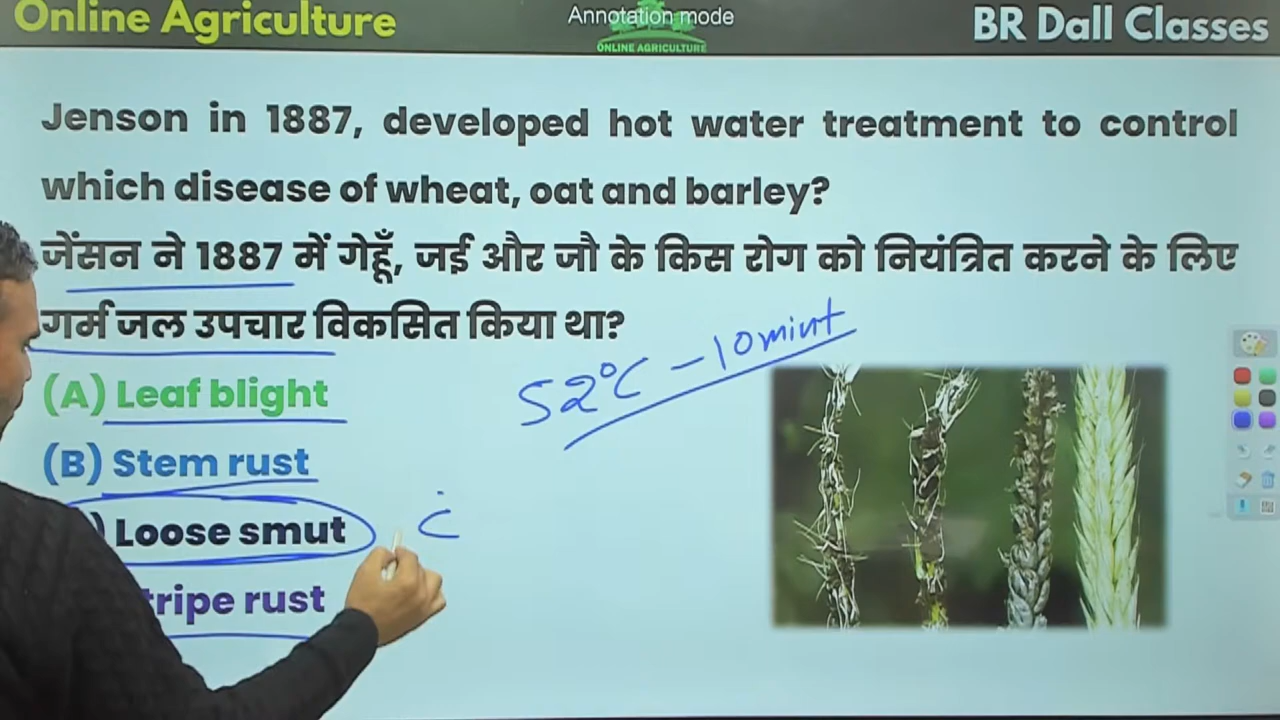 Online Agriculture
Annotation mode
ONLINE AGRICULTURE
BR Dall Classes
Jenson in 1887, developed hot water treatment to control
which disease of wheat, oat and barley?
जेंसन ने 1887 में गेहूँ, जई और जौ के किस रोग को नियंत्रित करने के लिए
गर्म जल उपचार विकसित किया था?
52°C - 10 mint
(A) Leaf blight
(B) Stem rust
) Loose smut
tripe rust